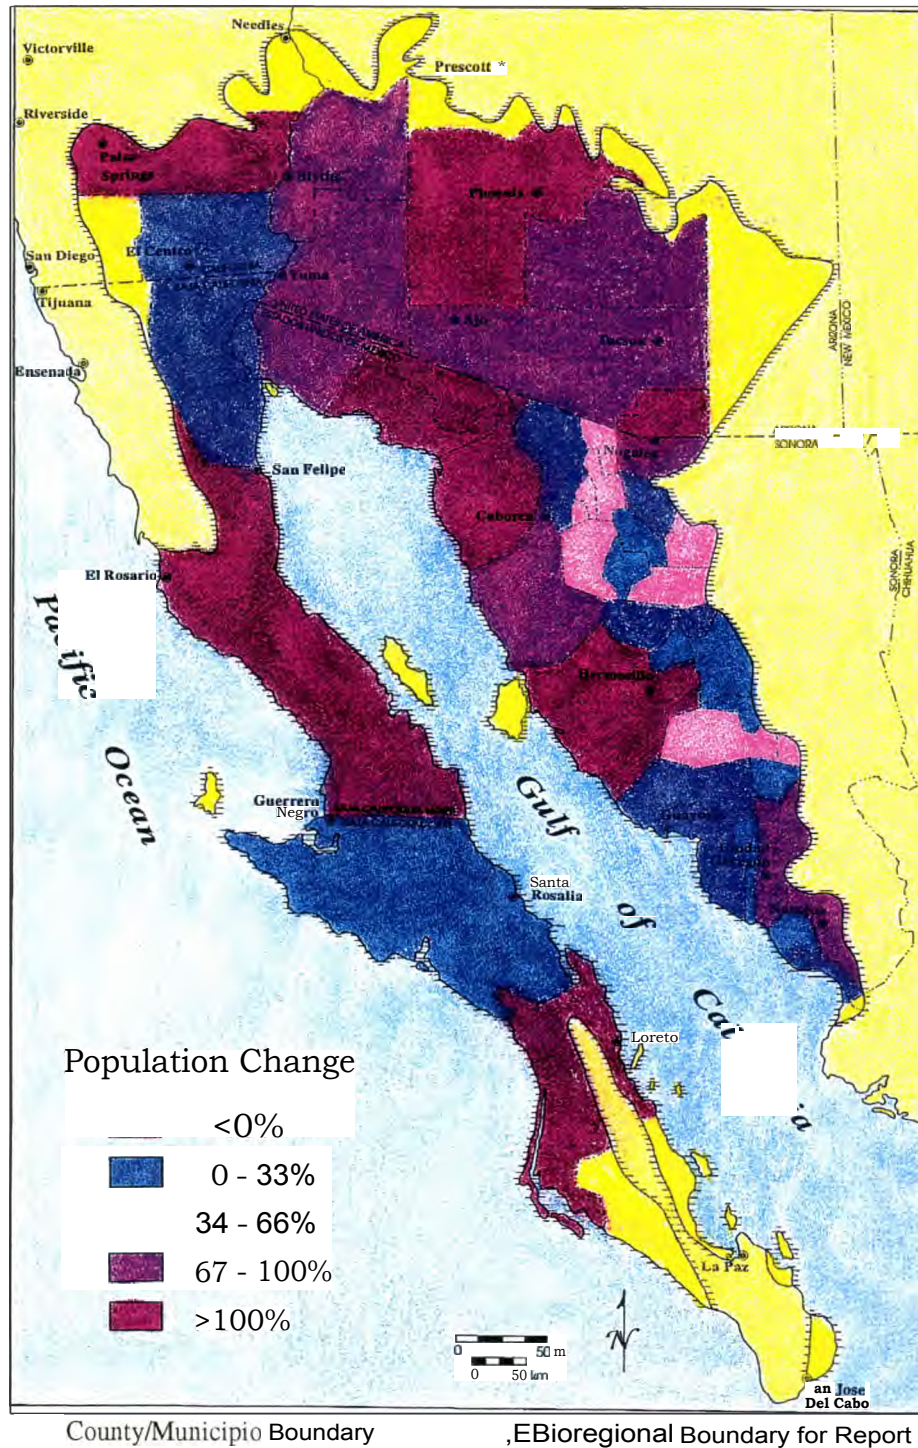 Needles
Victorville
Prescott *
Riverside
Palm
Springs
Blythe
Phoenix
San Diego
El Centro
Yuma
Tijuana
Ajo
Tucson
ARIZONA
NEW MEXICO
Ensenada
SONORA
Nogales
San Felipe
Caborca
El Rosario
SONORA
CHIHUAHUA
Pacific
Ocean
Hermosillo
Gulf
of
Guerrero
Negro
Santa
Rosalia
Loreto
Population Change
<0%
0 - 33%
34 - 66%
67 - 100%
>100%
La Paz
N
50 m
0 50 km
an Jose
Del Cabo
County/Municipio Boundary ,EBioregional Boundary for Report